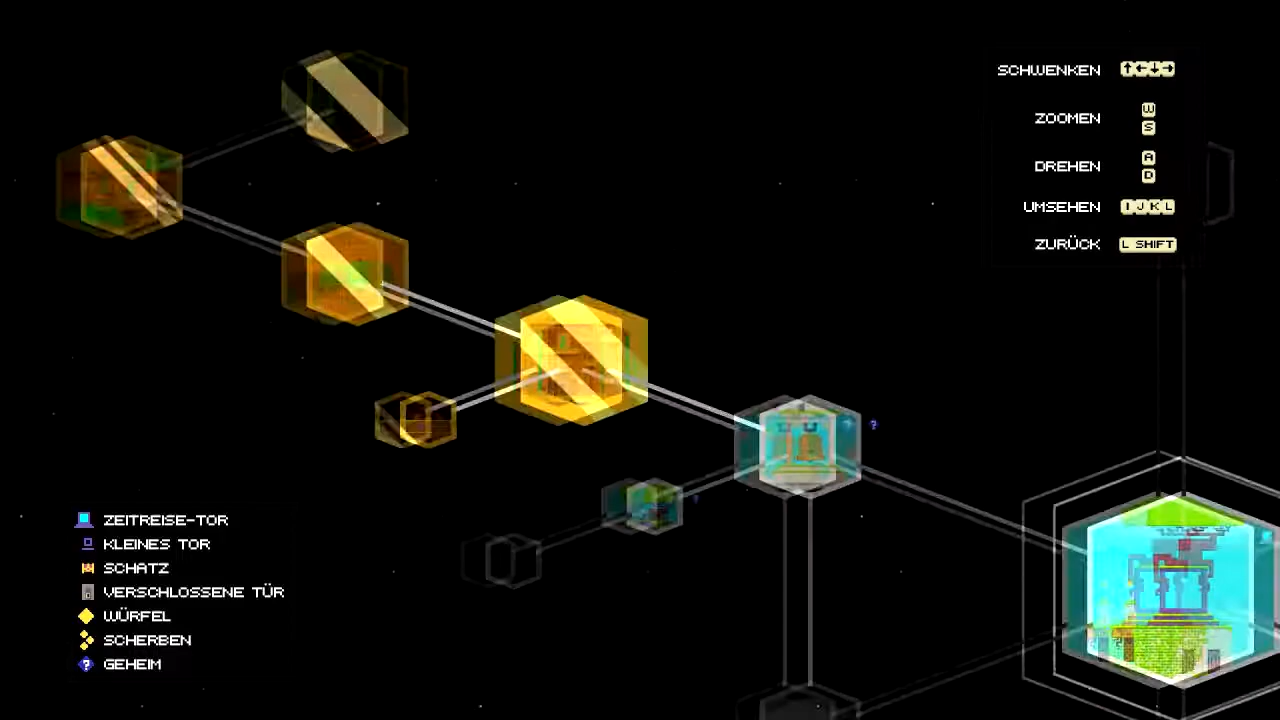 SCHWENKEN ↑←↓→
ZOOMEN W S
DREHEN A D
UMSEHEN I J K L
ZURÜCK L SHIFT
?
ZEITREISE-TOR
KLEINES TOR
SCHATZ
VERSCHLOSSENE TÜR
WÜRFEL
SCHERBEN
? GEHEIM